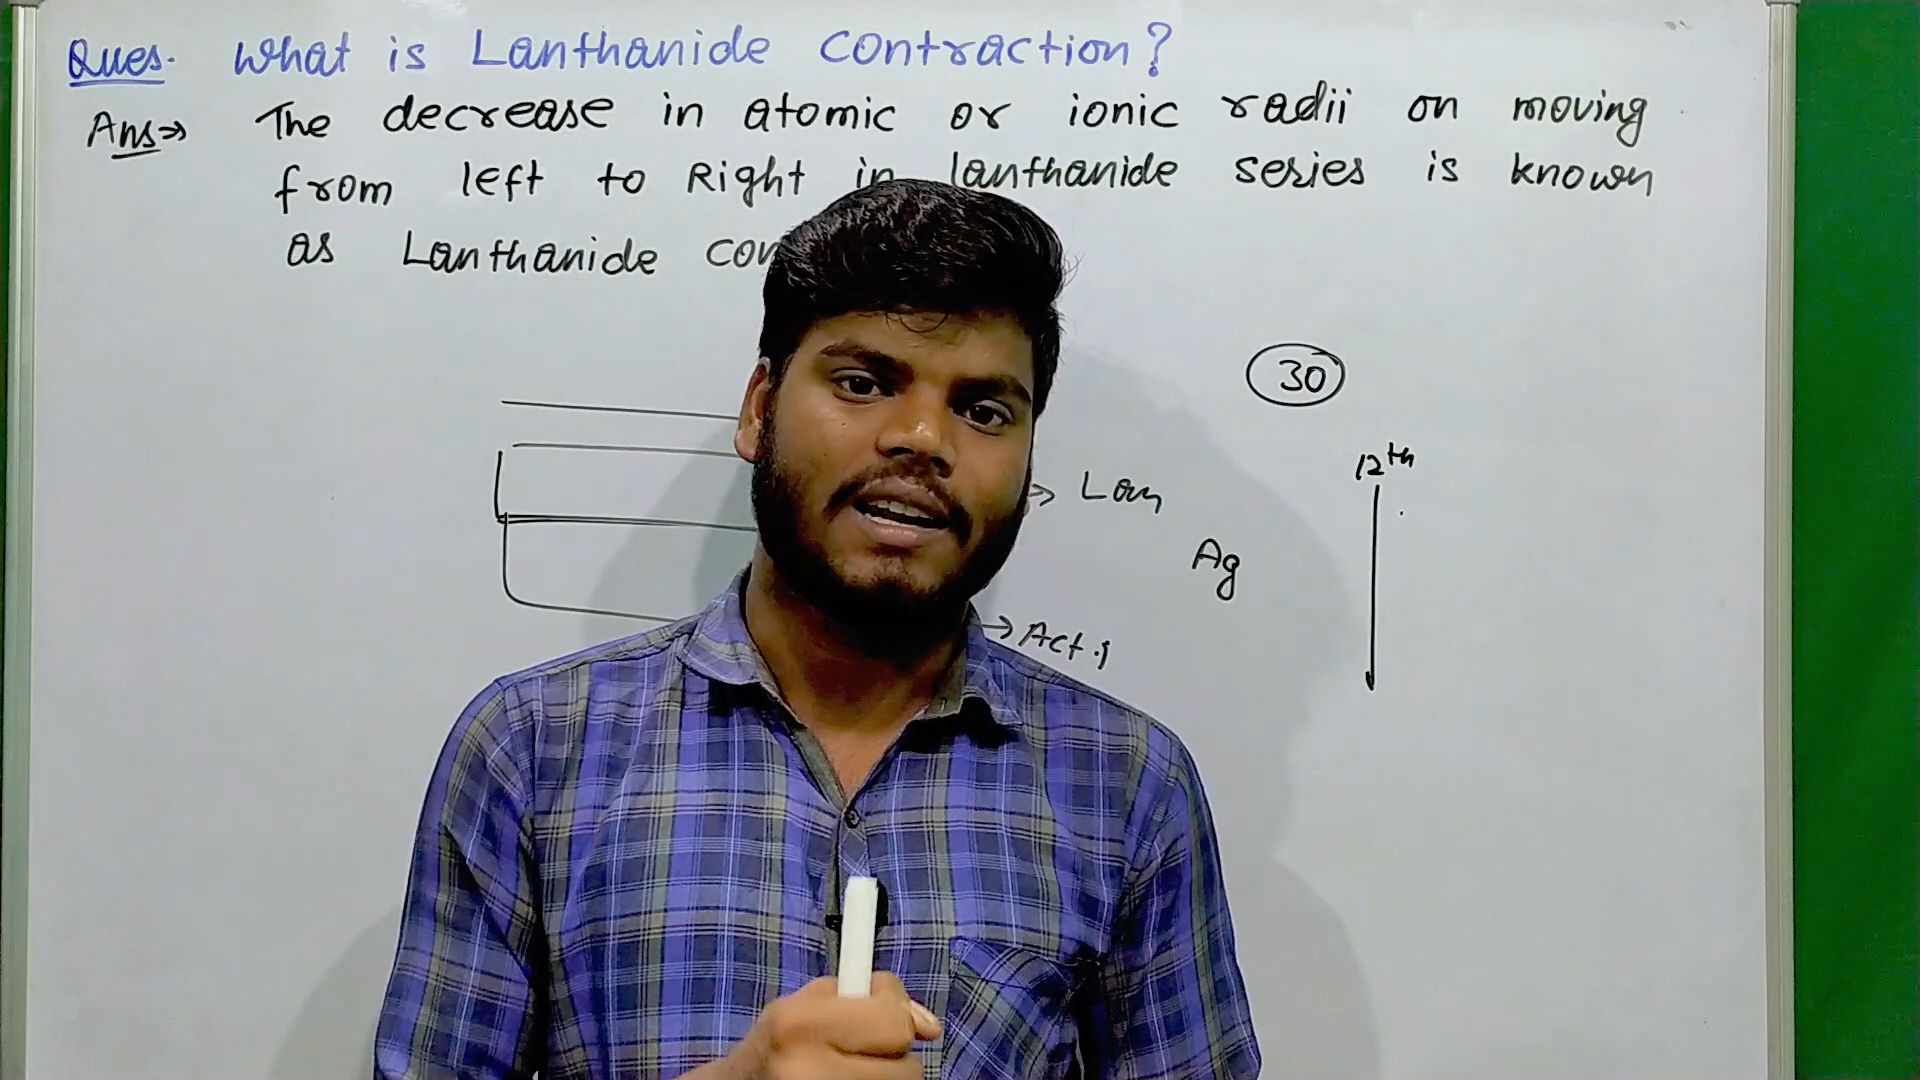 Ques. What is Lanthanide Contraction?
Ans⇒ The decrease in atomic or ionic radii on moving
from left to Right in lanthanide series is known
as Lanthanide con
30
12th
→ Lan
Ag
→ Act.